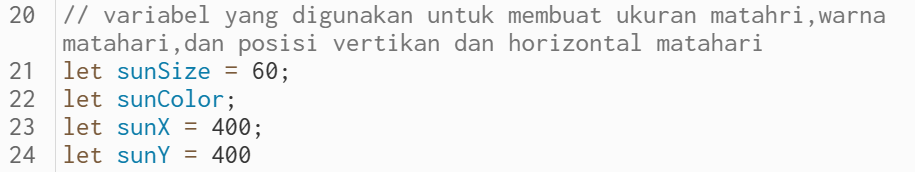 20 // variabel yang digunakan untuk membuat ukuran matahri,warna
matahari,dan posisi vertikan dan horizontal matahari
21 let sunSize = 60;
22 let sunColor;
23 let sunX = 400;
24 let sunY = 400